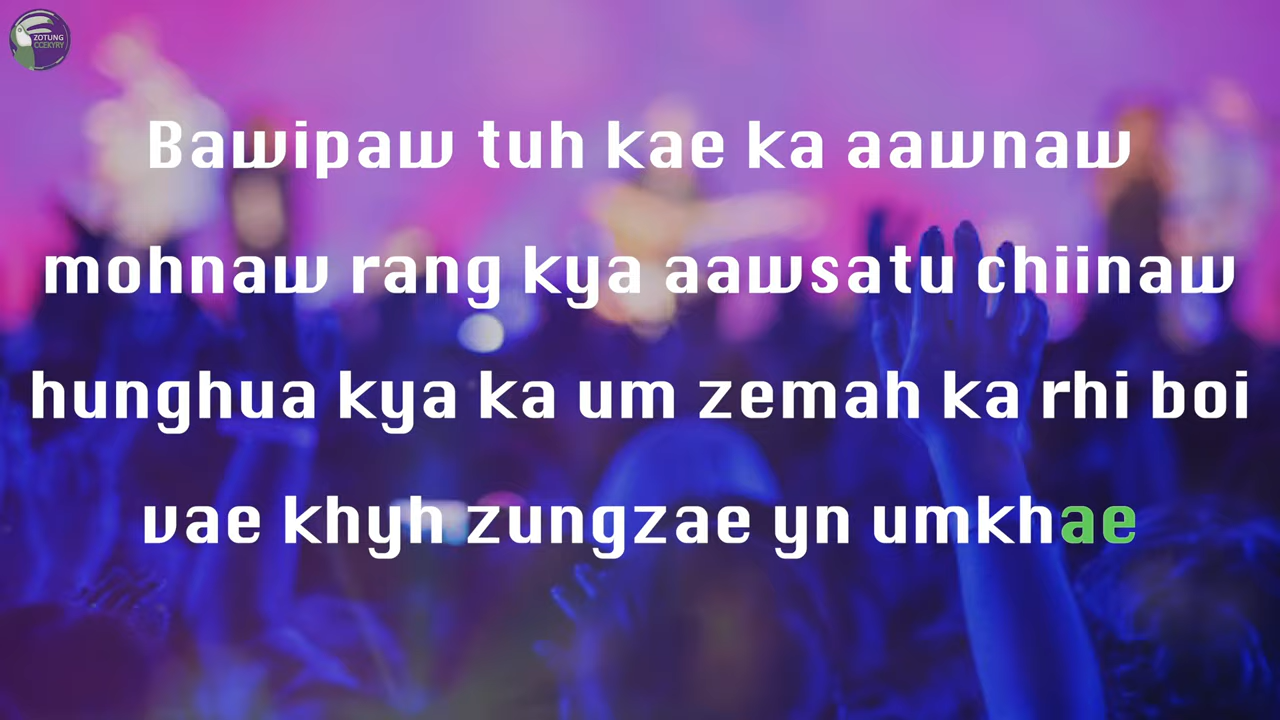 ZOTUNG
CCEKYRY
Bawipaw tuh kae ka aawnaw
mohnaw rang kya aawsatu chiinaw
hunghua kya ka um zemah ka rhi boi
vae khyh zungzae yn umkhae